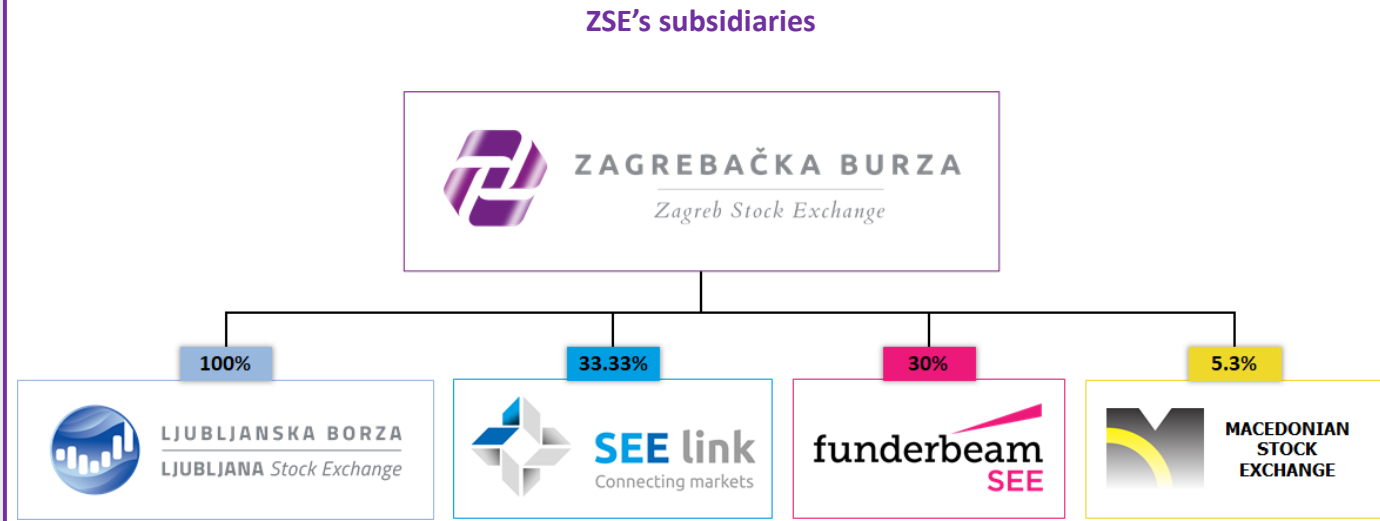 ZSE's subsidiaries
ZAGREBAČKA BURZA
Zagreb Stock Exchange
100%
33.33%
30%
5.3%
LJUBLJANSKA BORZA
LJUBLJANA Stock Exchange
SEE link
Connecting markets
funderbeam
SEE
MACEDONIAN
STOCK
EXCHANGE